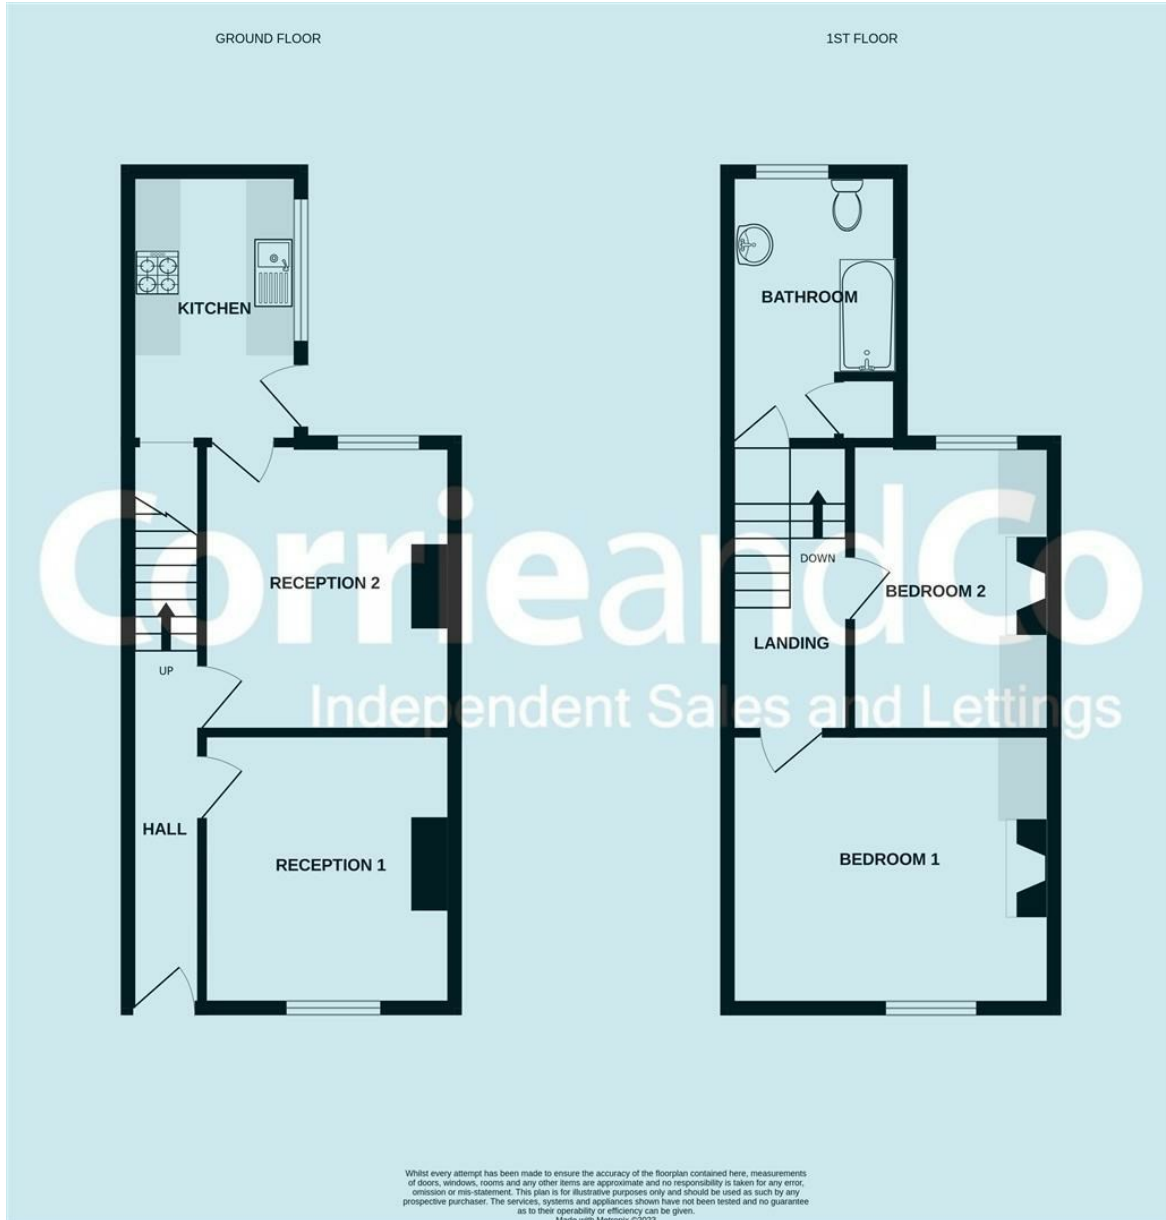 GROUND FLOOR
1ST FLOOR
KITCHEN
BATHROOM
RECEPTION 2
BEDROOM 2
DOWN
LANDING
UP
HALL
RECEPTION 1
BEDROOM 1
CorrieandCo
Independent Sales and Lettings
Whilst every attempt has been made to ensure the accuracy of the floorplan contained here, measurements
of doors, windows, rooms and any other items are approximate and no responsibility is taken for any error,
omission or mis-statement. This plan is for illustrative purposes only and should be used as such by any
prospective purchaser. The services, systems and appliances shown have not been tested and no guarantee
as to their operability or efficiency can be given.
Made with Metropix ©2023